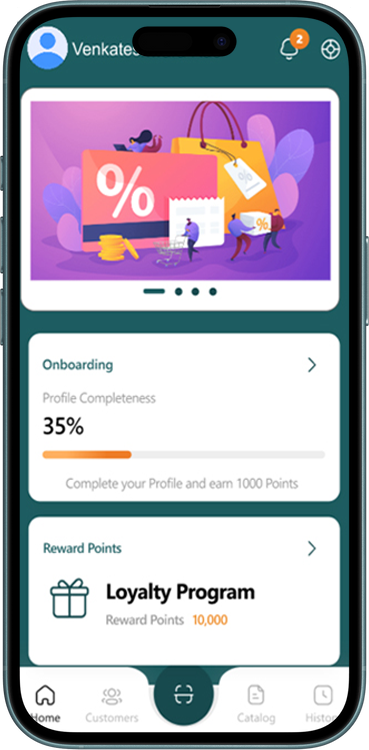 Venkates
2
%
%
%
Onboarding
Profile Completeness
35%
Complete your Profile and earn 1000 Points
Reward Points
Loyalty Program
Reward Points 10,000
Home Customers Catalog Histor